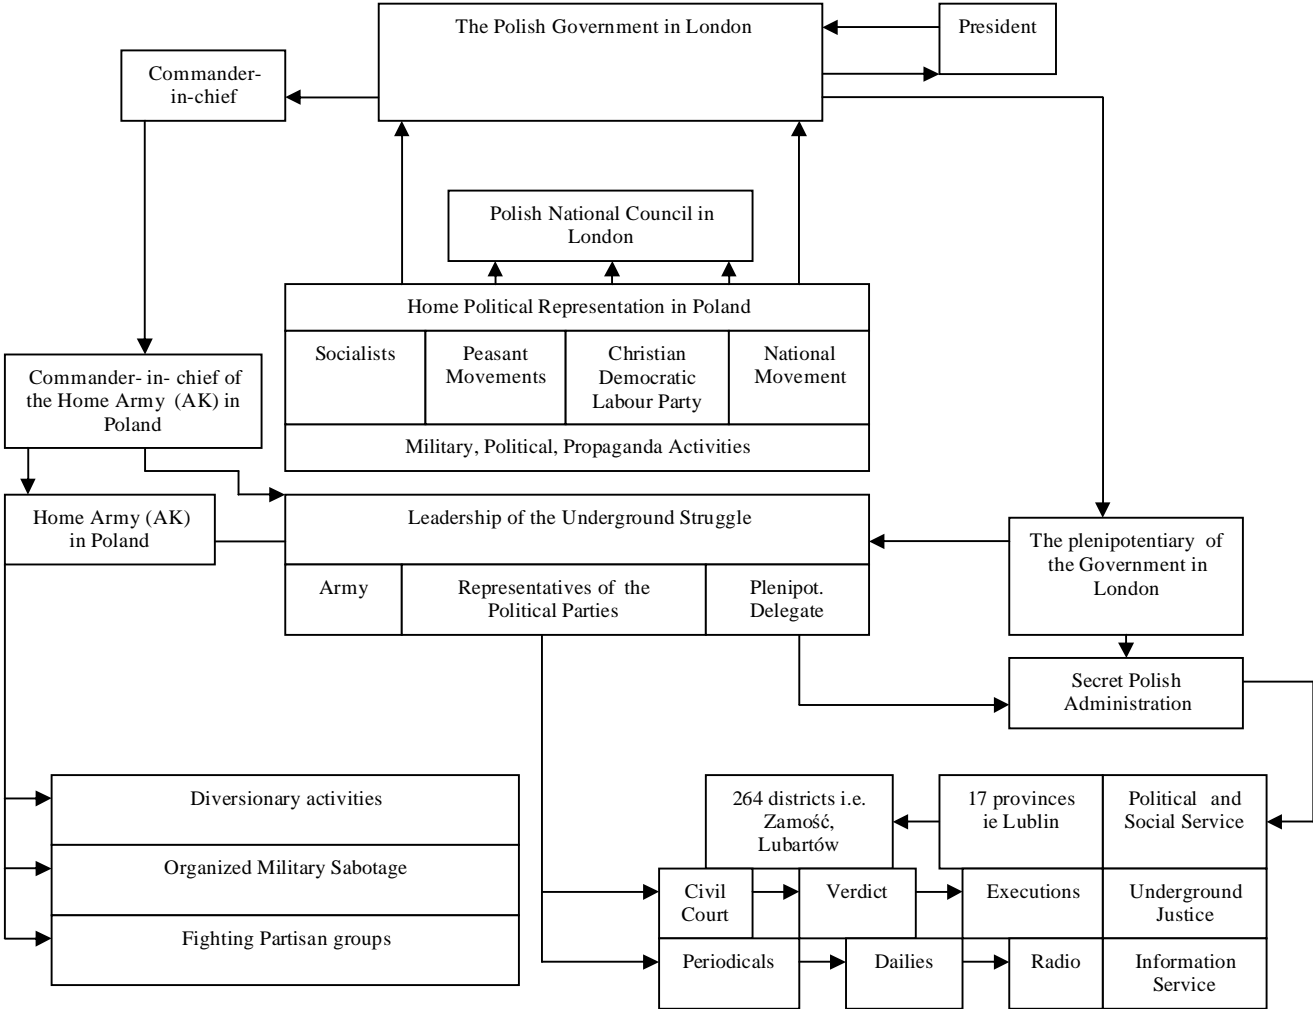 The Polish Government in London
President
Commander-
in-chief
Polish National Council in
London
Home Political Representation in Poland
Socialists
Peasant
Movements
Christian
Democratic
Labour Party
National
Movement
Military, Political, Propaganda Activities
Commander- in- chief of
the Home Army (AK) in
Poland
Home Army (AK)
in Poland
Leadership of the Underground Struggle
Army
Representatives of the
Political Parties
Plenipot.
Delegate
The plenipotentiary of
the Government in
London
Secret Polish
Administration
Diversionary activities
Organized Military Sabotage
Fighting Partisan groups
264 districts i.e.
Zamość,
Lubartów
17 provinces
ie Lublin
Political and
Social Service
Civil
Court
Verdict
Executions
Underground
Justice
Periodicals
Dailies
Radio
Information
Service